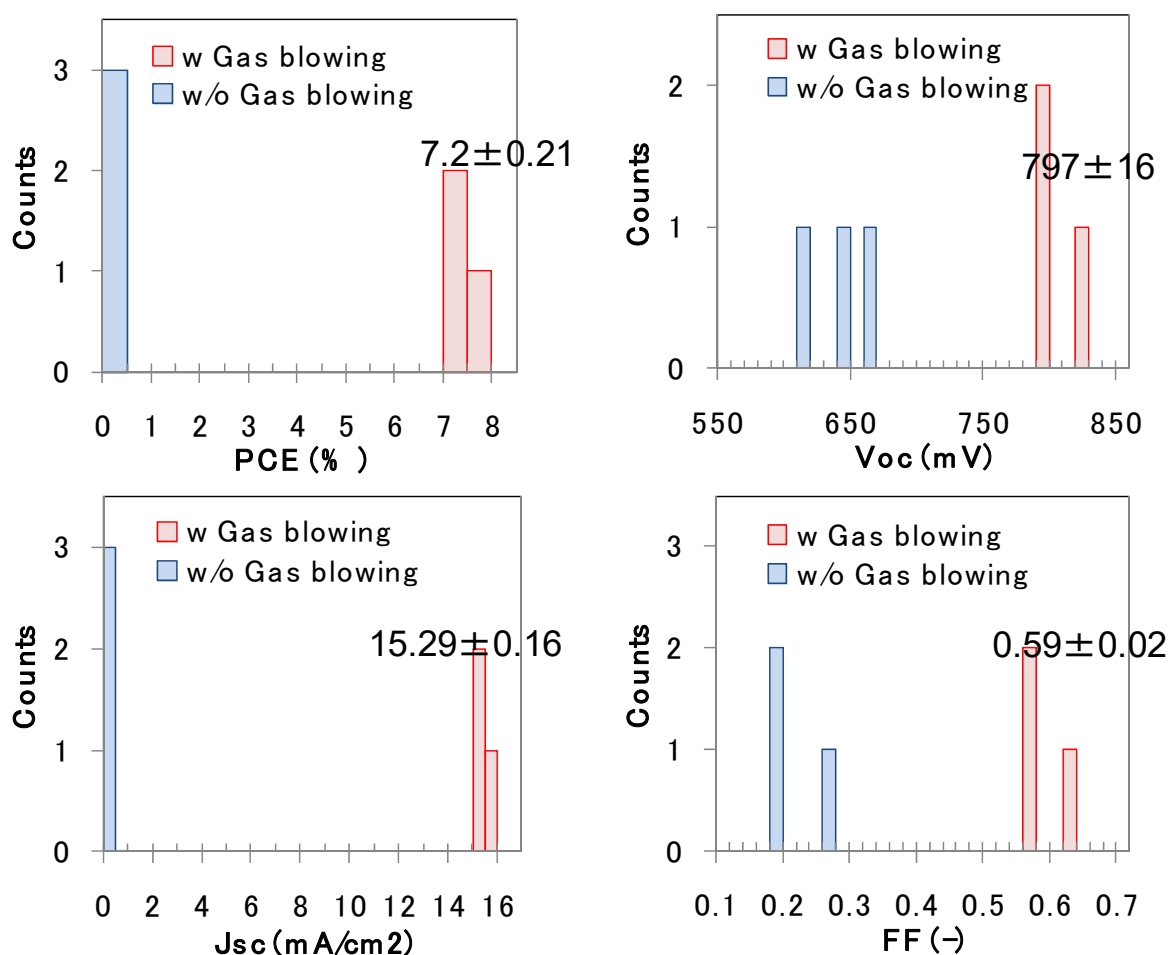 w Gas blowing
w/o Gas blowing
7.2±0.21
3
2
1
0
Counts
0 1 2 3 4 5 6 7 8
PCE (% )
w Gas blowing
w/o Gas blowing
797±16
2
1
0
Counts
550 650 750 850
Voc (mV)
w Gas blowing
w/o Gas blowing
15.29±0.16
3
2
1
0
Counts
0 2 4 6 8 10 12 14 16
Jsc (mA/cm2)
w Gas blowing
w/o Gas blowing
0.59±0.02
3
2
1
0
Counts
0.1 0.2 0.3 0.4 0.5 0.6 0.7
FF (-)